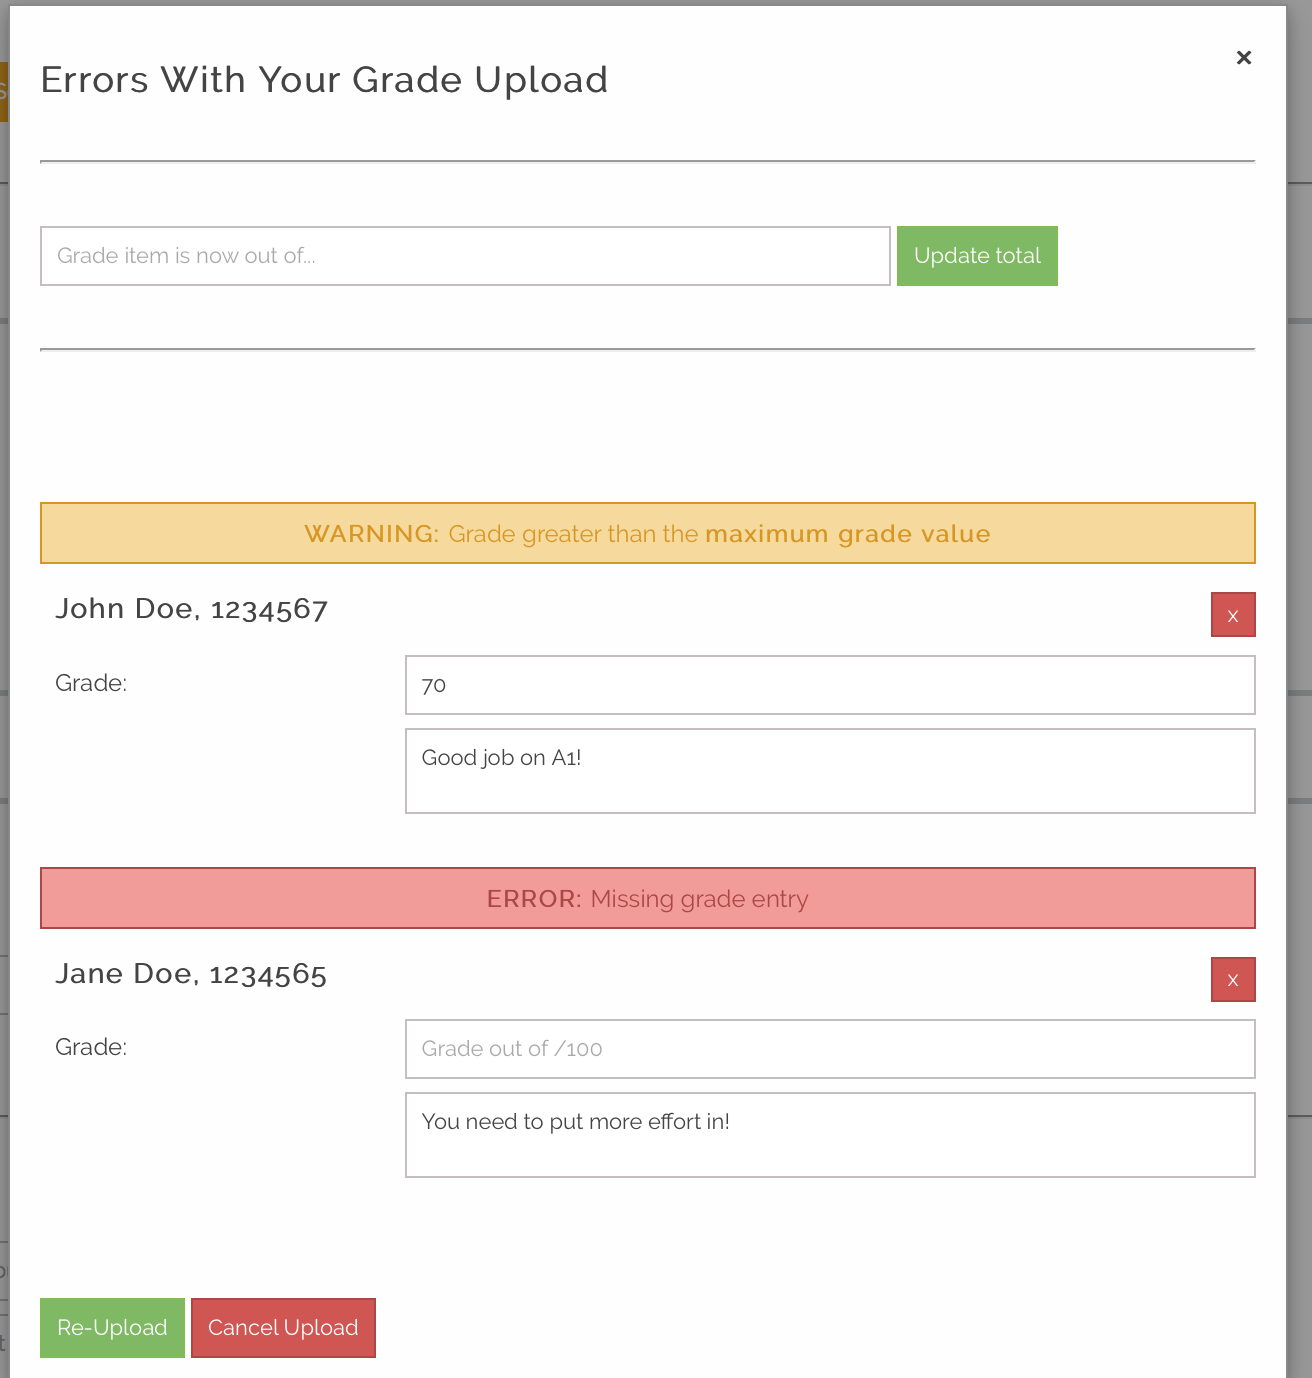 Errors With Your Grade Upload
×
Grade item is now out of...
Update total
WARNING: Grade greater than the maximum grade value
John Doe, 1234567
x
Grade:
70
Good job on A1!
ERROR: Missing grade entry
Jane Doe, 1234565
x
Grade:
Grade out of /100
You need to put more effort in!
Re-Upload
Cancel Upload